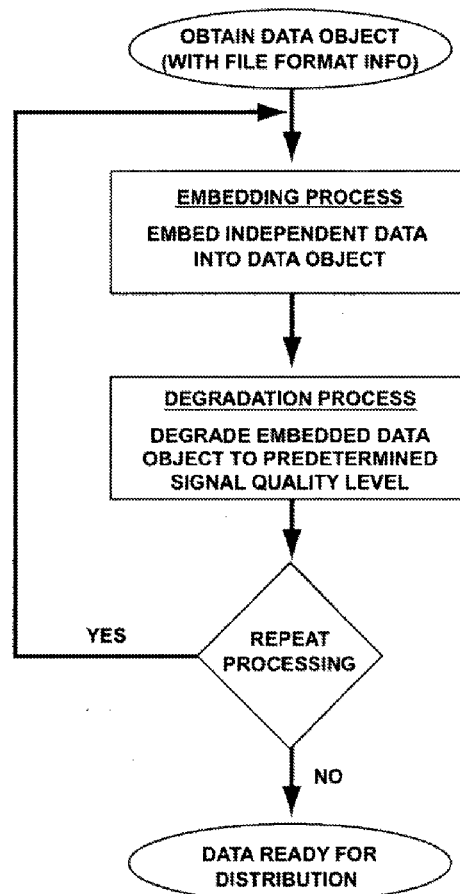 OBTAIN DATA OBJECT
(WITH FILE FORMAT INFO)
EMBEDDING PROCESS
EMBED INDEPENDENT DATA
INTO DATA OBJECT
DEGRADATION PROCESS
DEGRADE EMBEDDED DATA
OBJECT TO PREDETERMINED
SIGNAL QUALITY LEVEL
YES
REPEAT
PROCESSING
NO
DATA READY FOR
DISTRIBUTION